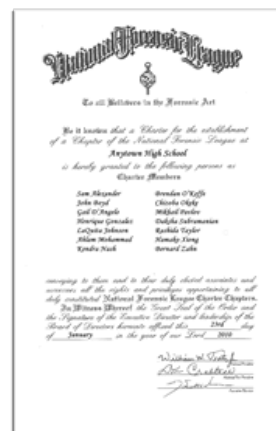 National Forensic League
To all Believers in the Forensic Art
Be it known that a Charter for the establishment
of a Chapter of the National Forensic League at
Anytown High School
is hereby granted to the following persons as
Charter Members
Sam Alexander Brendan O'Keffe
John Boyd Chizoba Okeke
Gail D'Angelo Mikhail Pavlov
Henrique Gonzalez Daksha Subramanian
LaQuita Johnson Rashida Taylor
Ahlam Mohammad Hamaky Xiong
Kendra Nash Bernard Zahn
conveying to them and to their duly elected associates and
successors all the rights and privileges appertaining to all
duly constituted National Forensic League Charter Chapters.
In Witness Whereof, the Great Seal of the Order and
the Signatures of the Executive Director and leadership of the
Board of Directors hereunto affixed this 23rd day
of January in the year of our Lord 2010